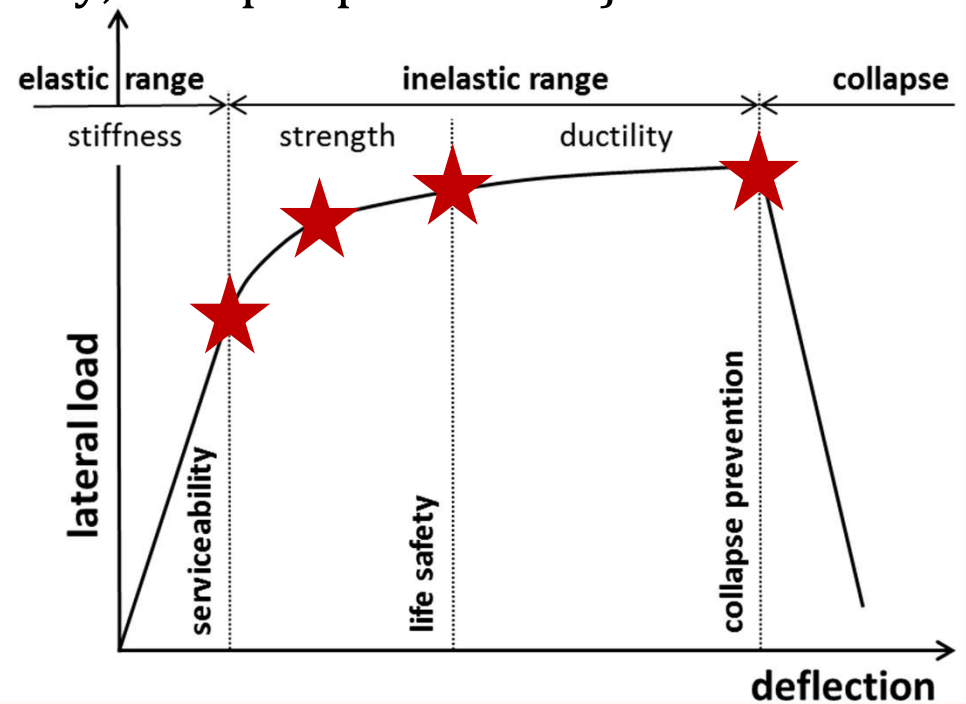 elastic range
inelastic range
collapse
stiffness
strength
ductility
lateral load
serviceability
life safety
collapse prevention
deflection